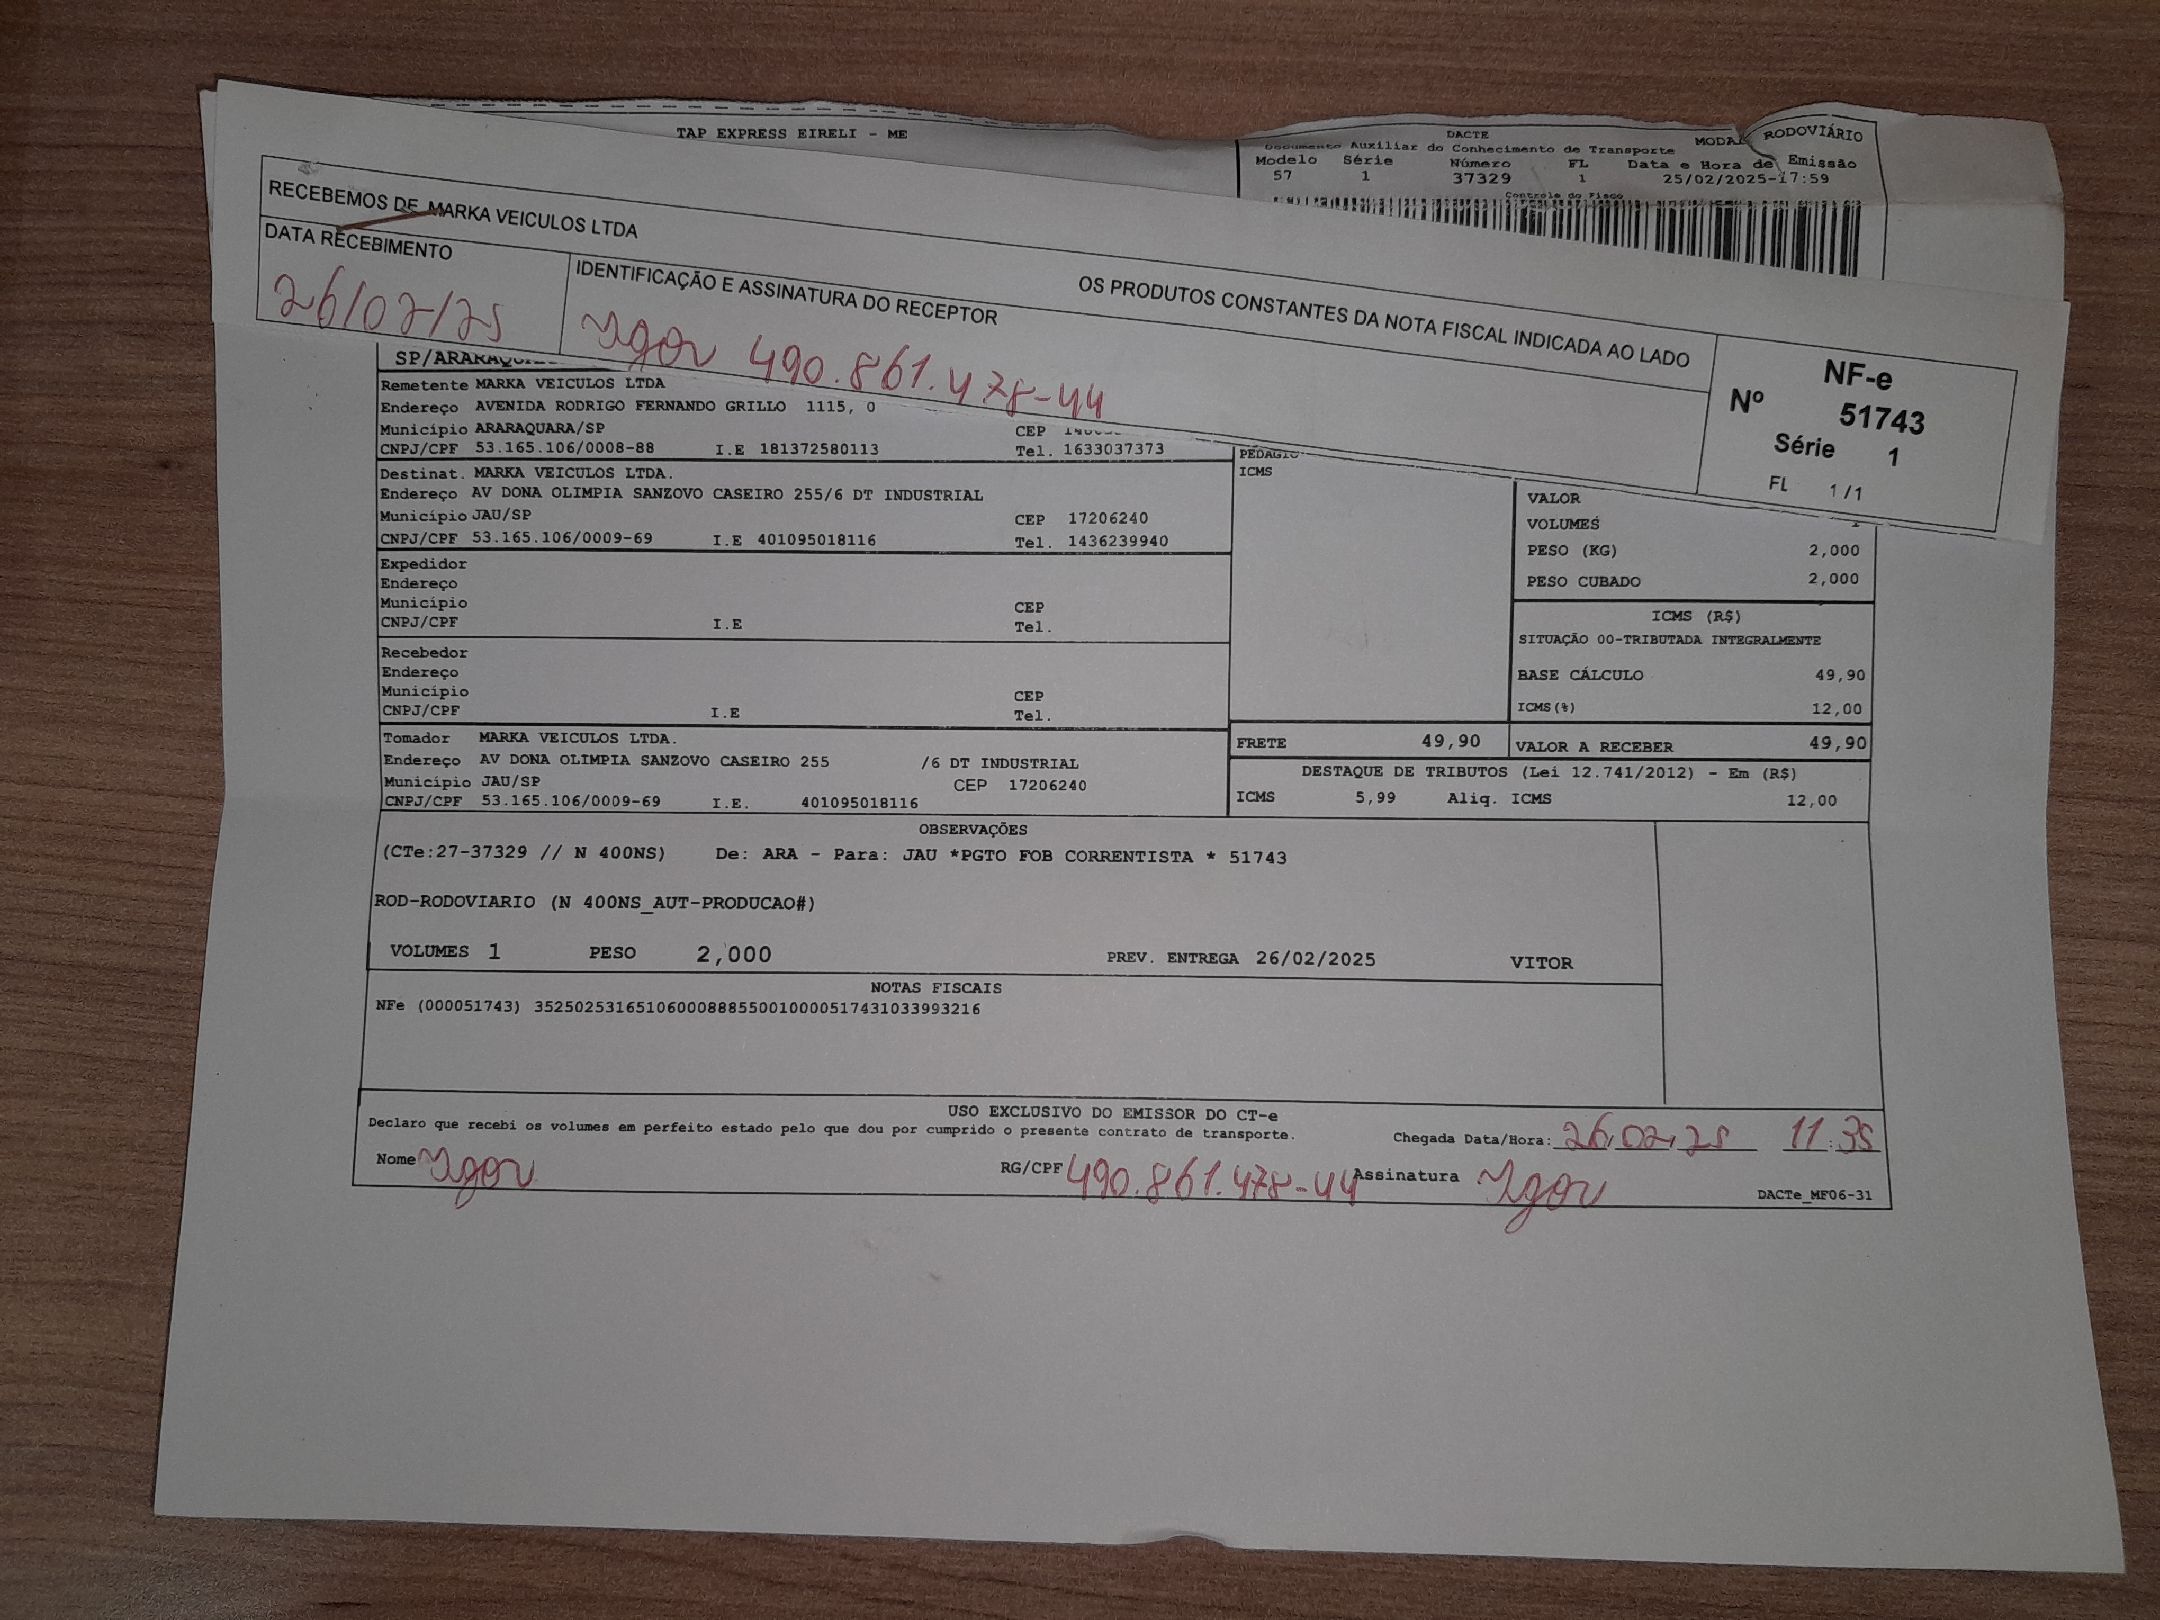 TAP EXPRESS EIRELI - ME
DACTE
MODAL RODOVIÁRIO
Documento Auxiliar do Conhecimento de Transporte
Modelo Série Número FL Data e Hora de Emissão
57 1 37329 1 25/02/2025-17:59
Controle do Fisco
RECEBEMOS DE MARKA VEICULOS LTDA
OS PRODUTOS CONSTANTES DA NOTA FISCAL INDICADA AO LADO
DATA RECEBIMENTO
26/02/25
IDENTIFICAÇÃO E ASSINATURA DO RECEPTOR
Igor 490.861.478-44
NF-e
Nº 51743
Série 1
FL 1/1
Remetente MARKA VEICULOS LTDA
Endereço AVENIDA RODRIGO FERNANDO GRILLO 1115, 0
Município ARARAQUARA/SP CEP
CNPJ/CPF 53.165.106/0008-88 I.E 181372580113 Tel. 1633037373
Destinat. MARKA VEICULOS LTDA.
Endereço AV DONA OLIMPIA SANZOVO CASEIRO 255/6 DT INDUSTRIAL
Município JAU/SP CEP 17206240
CNPJ/CPF 53.165.106/0009-69 I.E 401095018116 Tel. 1436239940
Expedidor
Endereço
Município CEP
CNPJ/CPF I.E Tel.
Recebedor
Endereço
Município CEP
CNPJ/CPF I.E Tel.
Tomador MARKA VEICULOS LTDA.
Endereço AV DONA OLIMPIA SANZOVO CASEIRO 255 /6 DT INDUSTRIAL
Município JAU/SP CEP 17206240
CNPJ/CPF 53.165.106/0009-69 I.E. 401095018116
PEDÁGIO
ICMS
VALOR
VOLUMES 1
PESO (KG) 2,000
PESO CUBADO 2,000
ICMS (R$)
SITUAÇÃO 00-TRIBUTADA INTEGRALMENTE
BASE CÁLCULO 49,90
ICMS(%) 12,00
FRETE 49,90 VALOR A RECEBER 49,90
DESTAQUE DE TRIBUTOS (Lei 12.741/2012) - Em (R$)
ICMS 5,99 Aliq. ICMS 12,00
OBSERVAÇÕES
(CTe:27-37329 // N 400NS) De: ARA - Para: JAU *PGTO FOB CORRENTISTA * 51743
ROD-RODOVIARIO (N 400NS_AUT-PRODUCAO#)
VOLUMES 1 PESO 2,000 PREV. ENTREGA 26/02/2025 VITOR
NOTAS FISCAIS
NFe (000051743) 35250253165106000888550010000517431033993216
USO EXCLUSIVO DO EMISSOR DO CT-e
Declaro que recebi os volumes em perfeito estado pelo que dou por cumprido o presente contrato de transporte.
Chegada Data/Hora: 26,02,25 11:35
Nome Igor RG/CPF 490.861.478-44 Assinatura Igor
DACTe_MF06-31